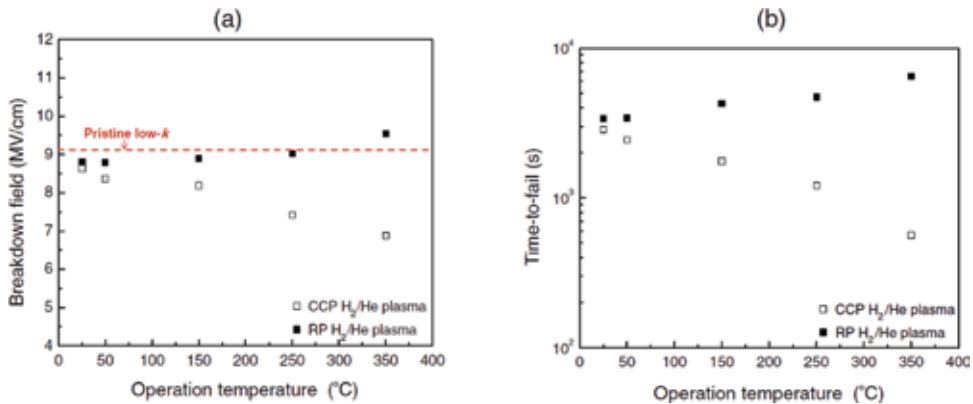 (a)
12
11
10
9
8
7
6
5
4
Breakdown field (MV/cm)
Pristine low-k
CCP H2/He plasma
RP H2/He plasma
0 50 100 150 200 250 300 350 400
Operation temperature (°C)
(b)
10^4
10^3
10^2
Time-to-fail (s)
CCP H2/He plasma
RP H2/He plasma
0 50 100 150 200 250 300 350 400
Operation temperature (°C)